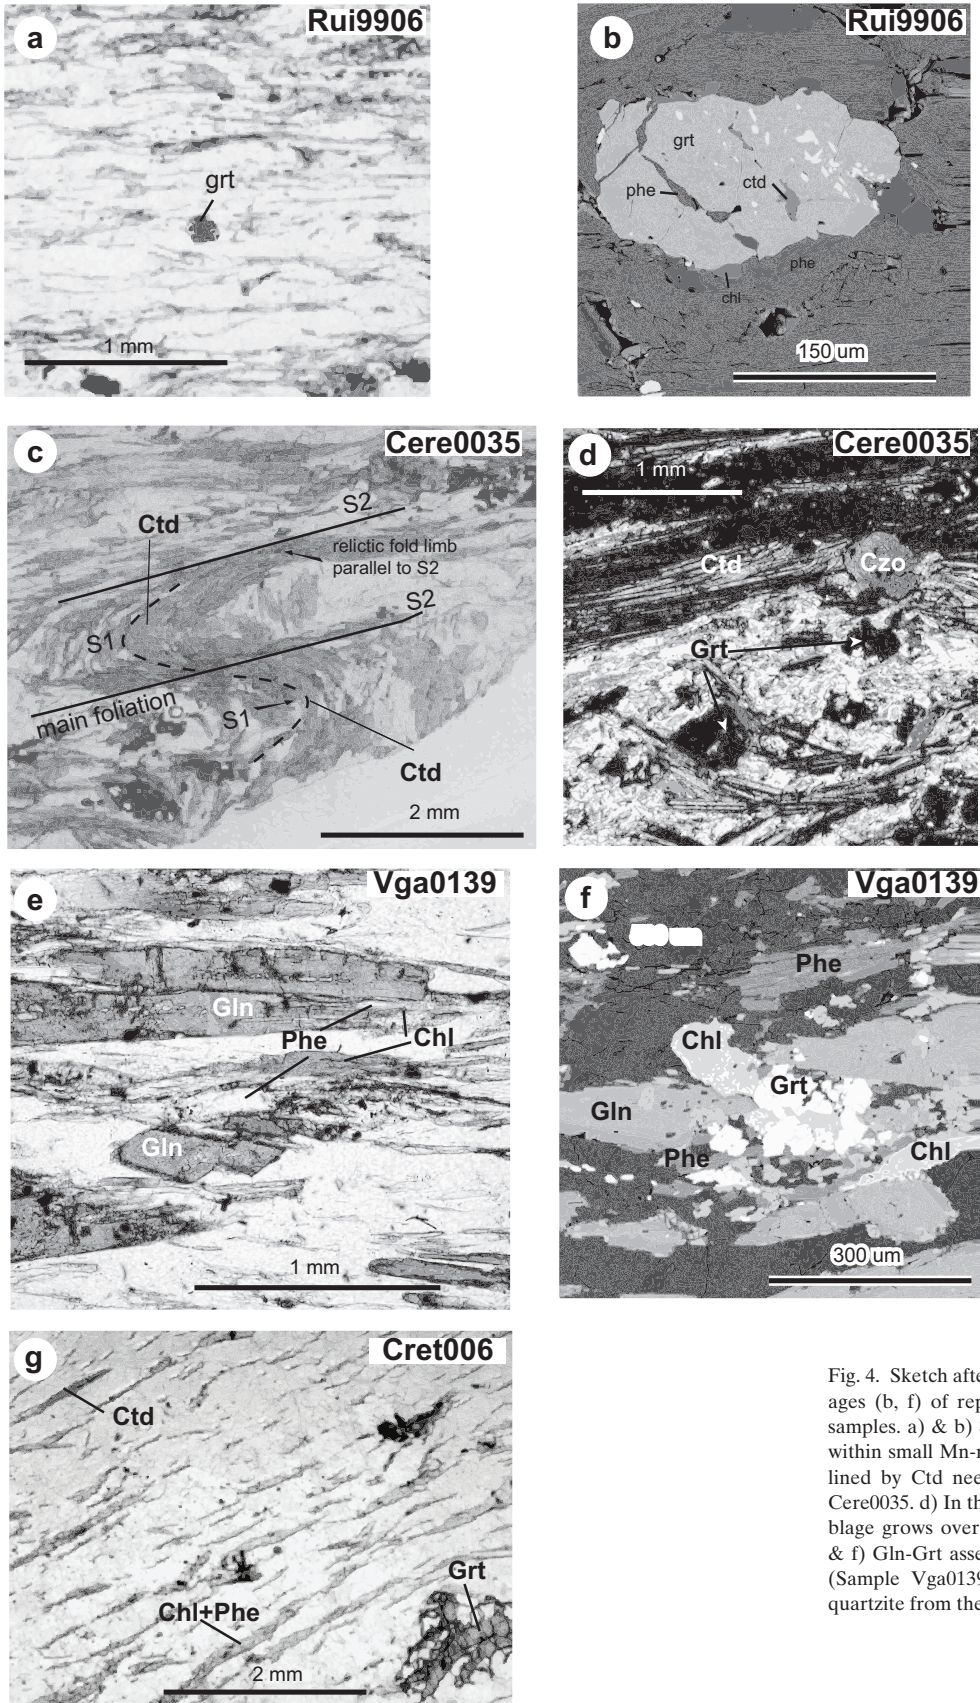 a
Rui9906
grt
1 mm
b
Rui9906
grt
phe
ctd
phe
chl
150 um
c
Cere0035
S2
Ctd
relictic fold limb
parallel to S2
S2
S1
main foliation
S1
Ctd
2 mm
d
Cere0035
1 mm
Ctd
Czo
Grt
e
Vga0139
Gln
Phe
Chl
Gln
1 mm
f
Vga0139
Phe
Chl
Grt
Gln
Phe
Chl
300 um
g
Cret006
Ctd
Grt
Chl+Phe
2 mm
Fig. 4. Sketch afte
ages (b, f) of rep
samples. a) & b)
within small Mn-r
lined by Ctd nee
Cere0035. d) In th
blage grows over
& f) Gln-Grt asse
(Sample Vga0139
quartzite from the